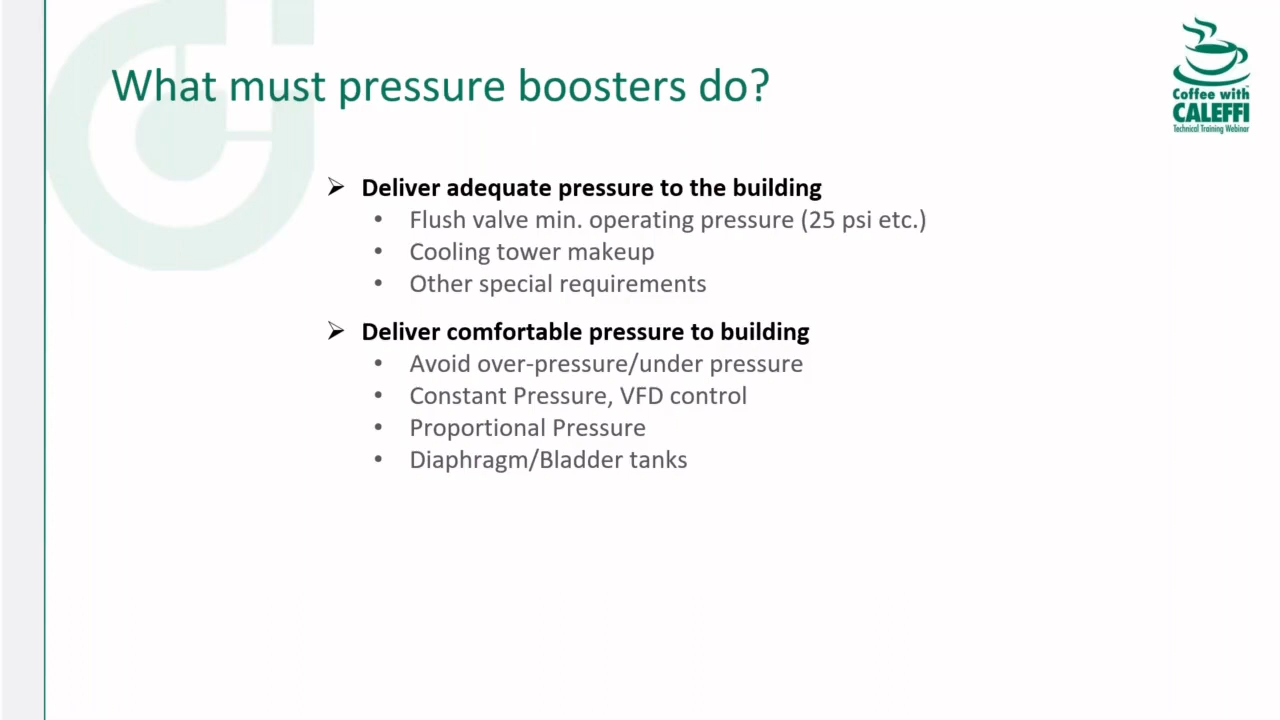 What must pressure boosters do?
Coffee with
CALEFFI
Technical Training Webinar
➢ Deliver adequate pressure to the building
• Flush valve min. operating pressure (25 psi etc.)
• Cooling tower makeup
• Other special requirements
➢ Deliver comfortable pressure to building
• Avoid over-pressure/under pressure
• Constant Pressure, VFD control
• Proportional Pressure
• Diaphragm/Bladder tanks